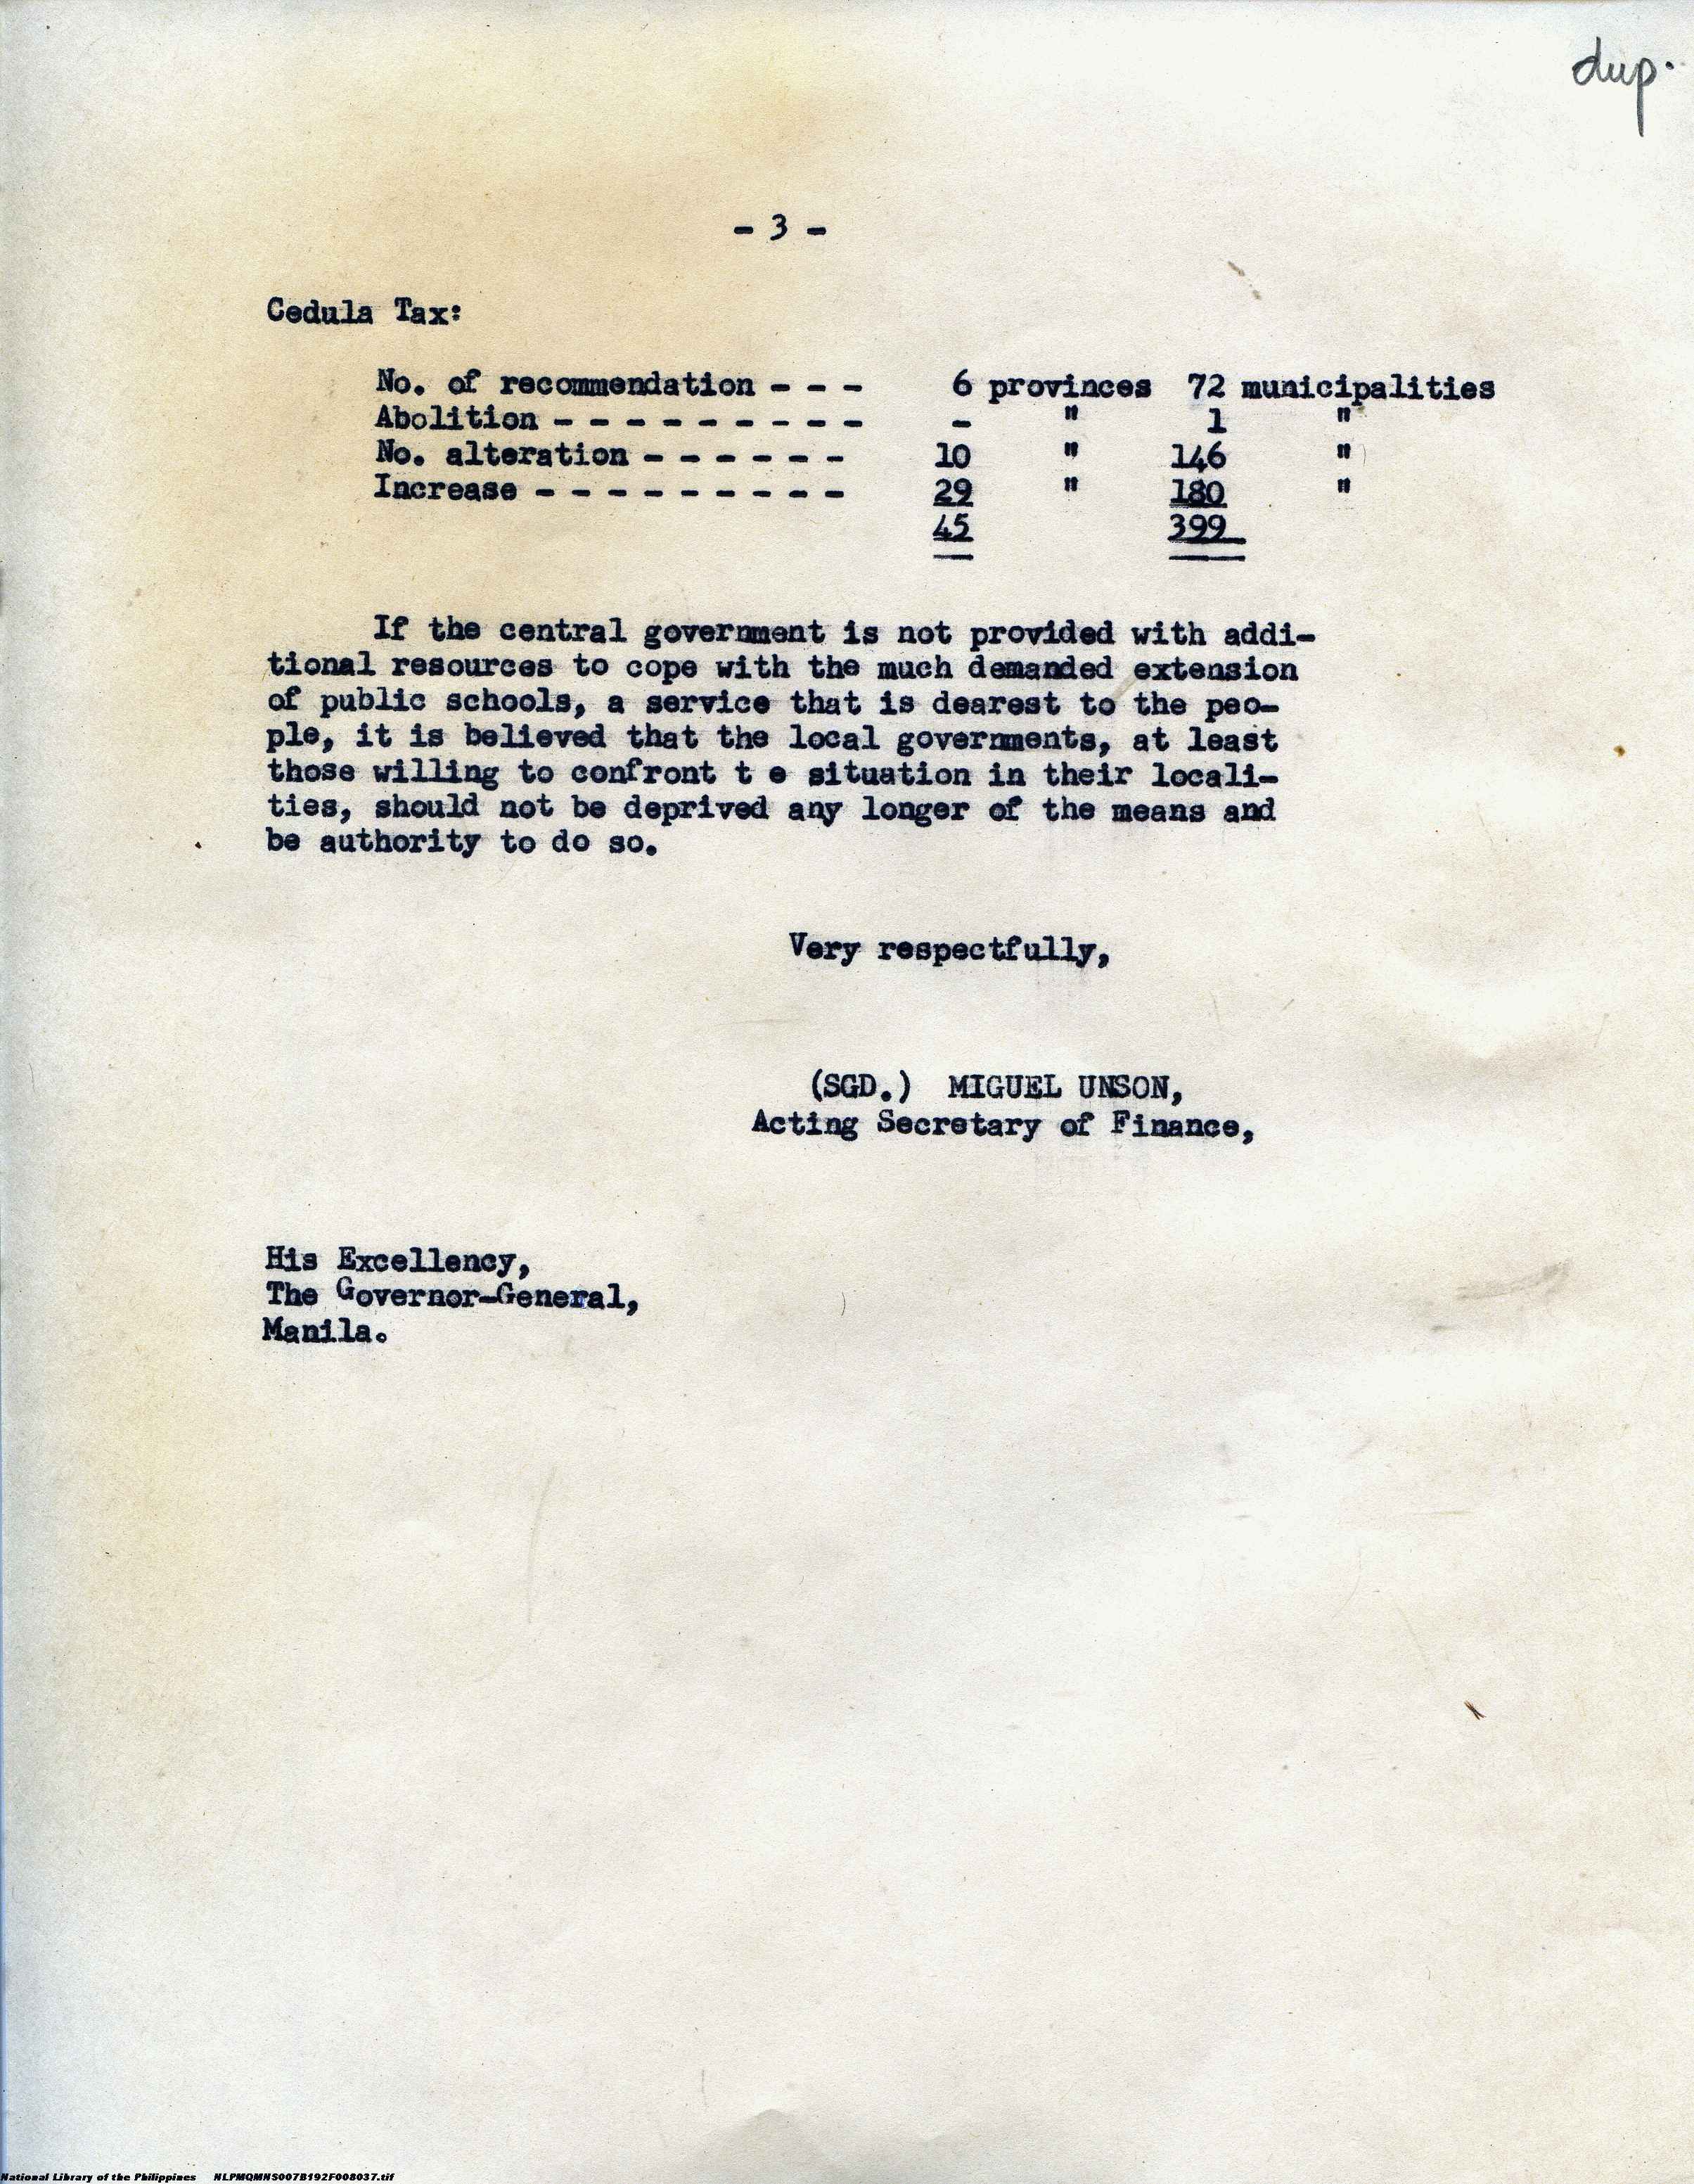 dup.
- 3 -
Cedula Tax:
No. of recommendation - - - 6 provinces 72 municipalities
Abolition - - - - - - - - - - " 1 "
No. alteration - - - - - - 10 " 146 "
Increase - - - - - - - - - 29 " 180 "
45 399
If the central government is not provided with addi-
tional resources to cope with the much demanded extension
of public schools, a service that is dearest to the peo-
ple, it is believed that the local governments, at least
those willing to confront t e situation in their locali-
ties, should not be deprived any longer of the means and
be authority to do so.
Very respectfully,
(SGD.) MIGUEL UNSON,
Acting Secretary of Finance,
His Excellency,
The Governor-General,
Manila.
National Library of the Philippines NLPMQMNS007B192F008037.tif